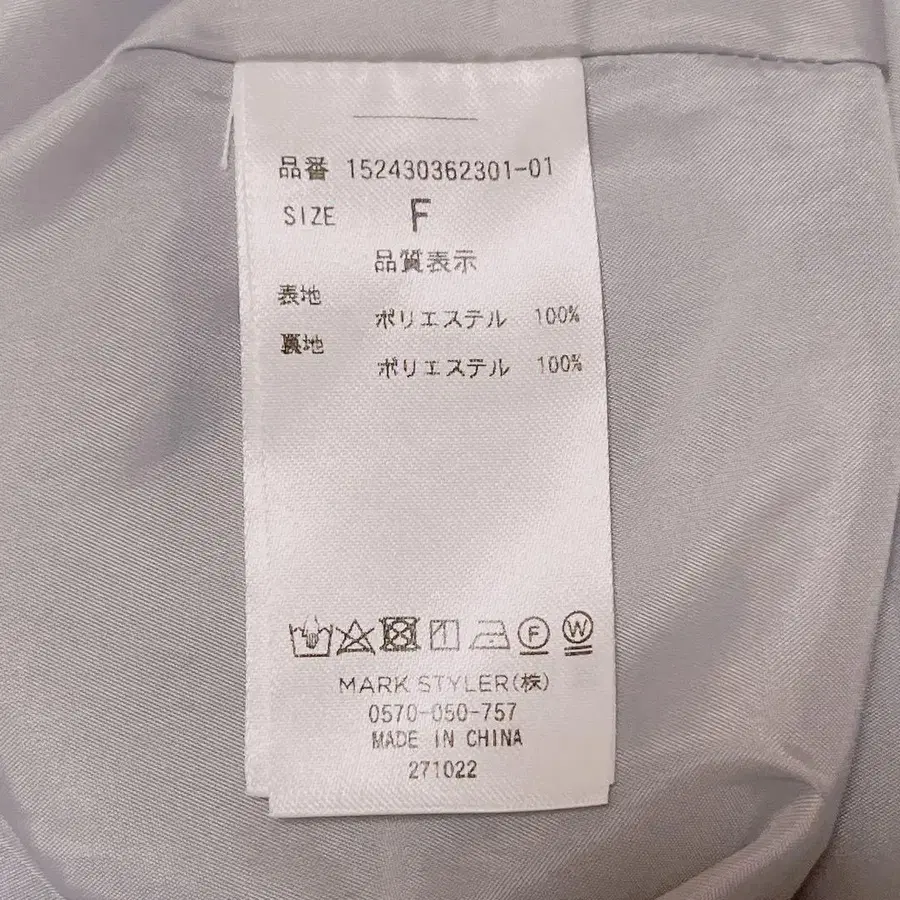 品番 152430362301-01
SIZE F
品質表示
表地
ポリエステル 100%
裏地
ポリエステル 100%
F W
MARK STYLER(株)
0570-050-757
MADE IN CHINA
271022